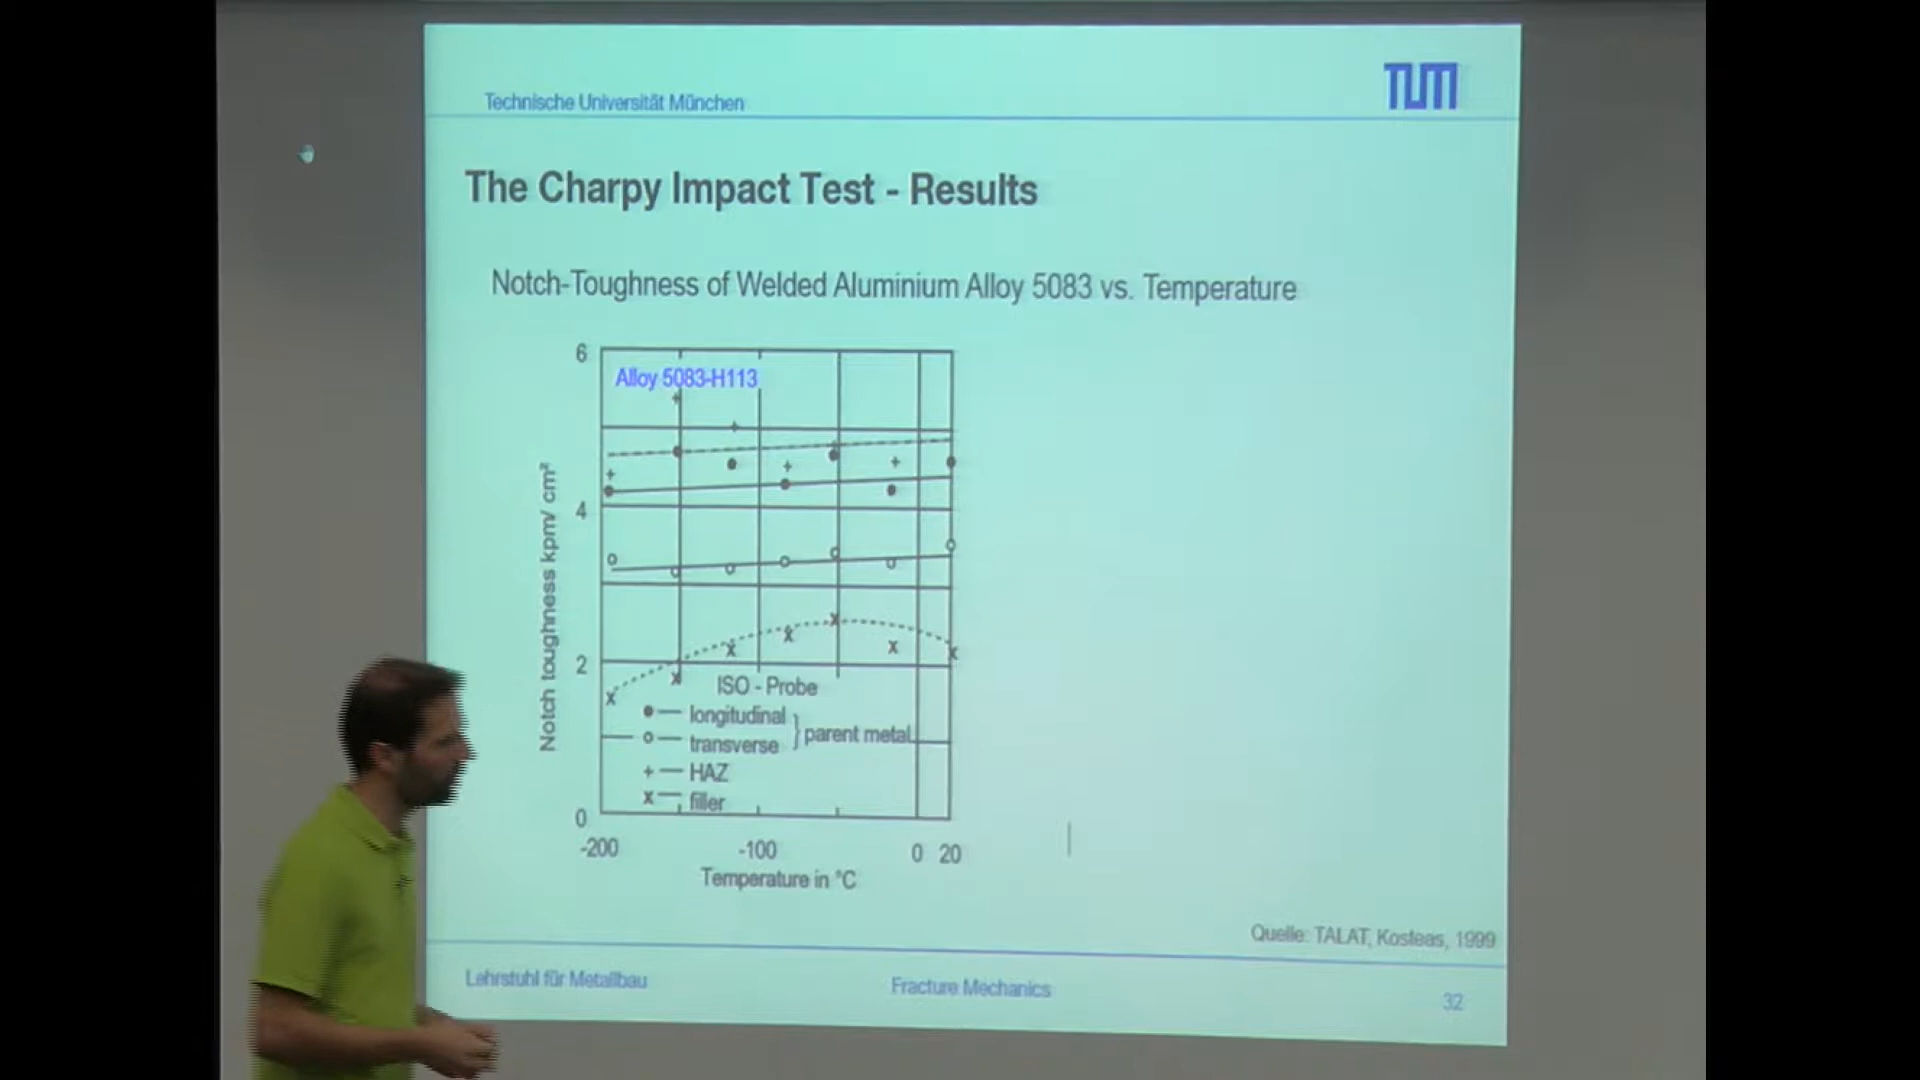 Technische Universität München
TUM
The Charpy Impact Test - Results
Notch-Toughness of Welded Aluminium Alloy 5083 vs. Temperature
6
Alloy 5083-H113
4
2
0
Notch toughness kpm/ cm²
ISO - Probe
● — longitudinal
o — transverse
} parent metal
+ — HAZ
x — filler
-200
-100
0
20
Temperature in °C
Quelle: TALAT, Kosteas, 1999
Lehrstuhl für Metallbau
Fracture Mechanics
32